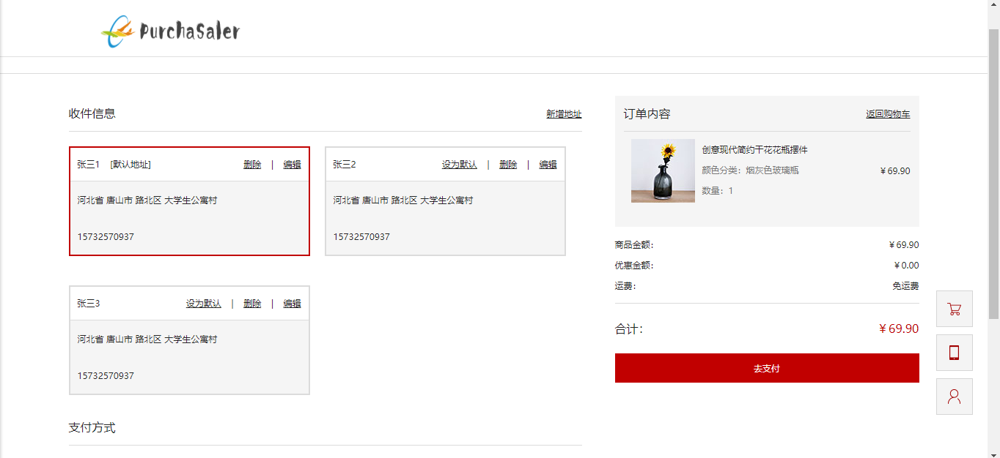 PurchaSaler
收件信息
新增地址
张三1 [默认地址] 删除 | 编辑
河北省 唐山市 路北区 大学生公寓村
15732570937
张三2 设为默认 | 删除 | 编辑
河北省 唐山市 路北区 大学生公寓村
15732570937
张三3 设为默认 | 删除 | 编辑
河北省 唐山市 路北区 大学生公寓村
15732570937
支付方式
订单内容
返回购物车
创意现代简约干花花瓶摆件
颜色分类：烟灰色玻璃瓶
¥ 69.90
数量：1
商品金额： ¥ 69.90
优惠金额： ¥ 0.00
运费： 免运费
合计： ¥ 69.90
去支付